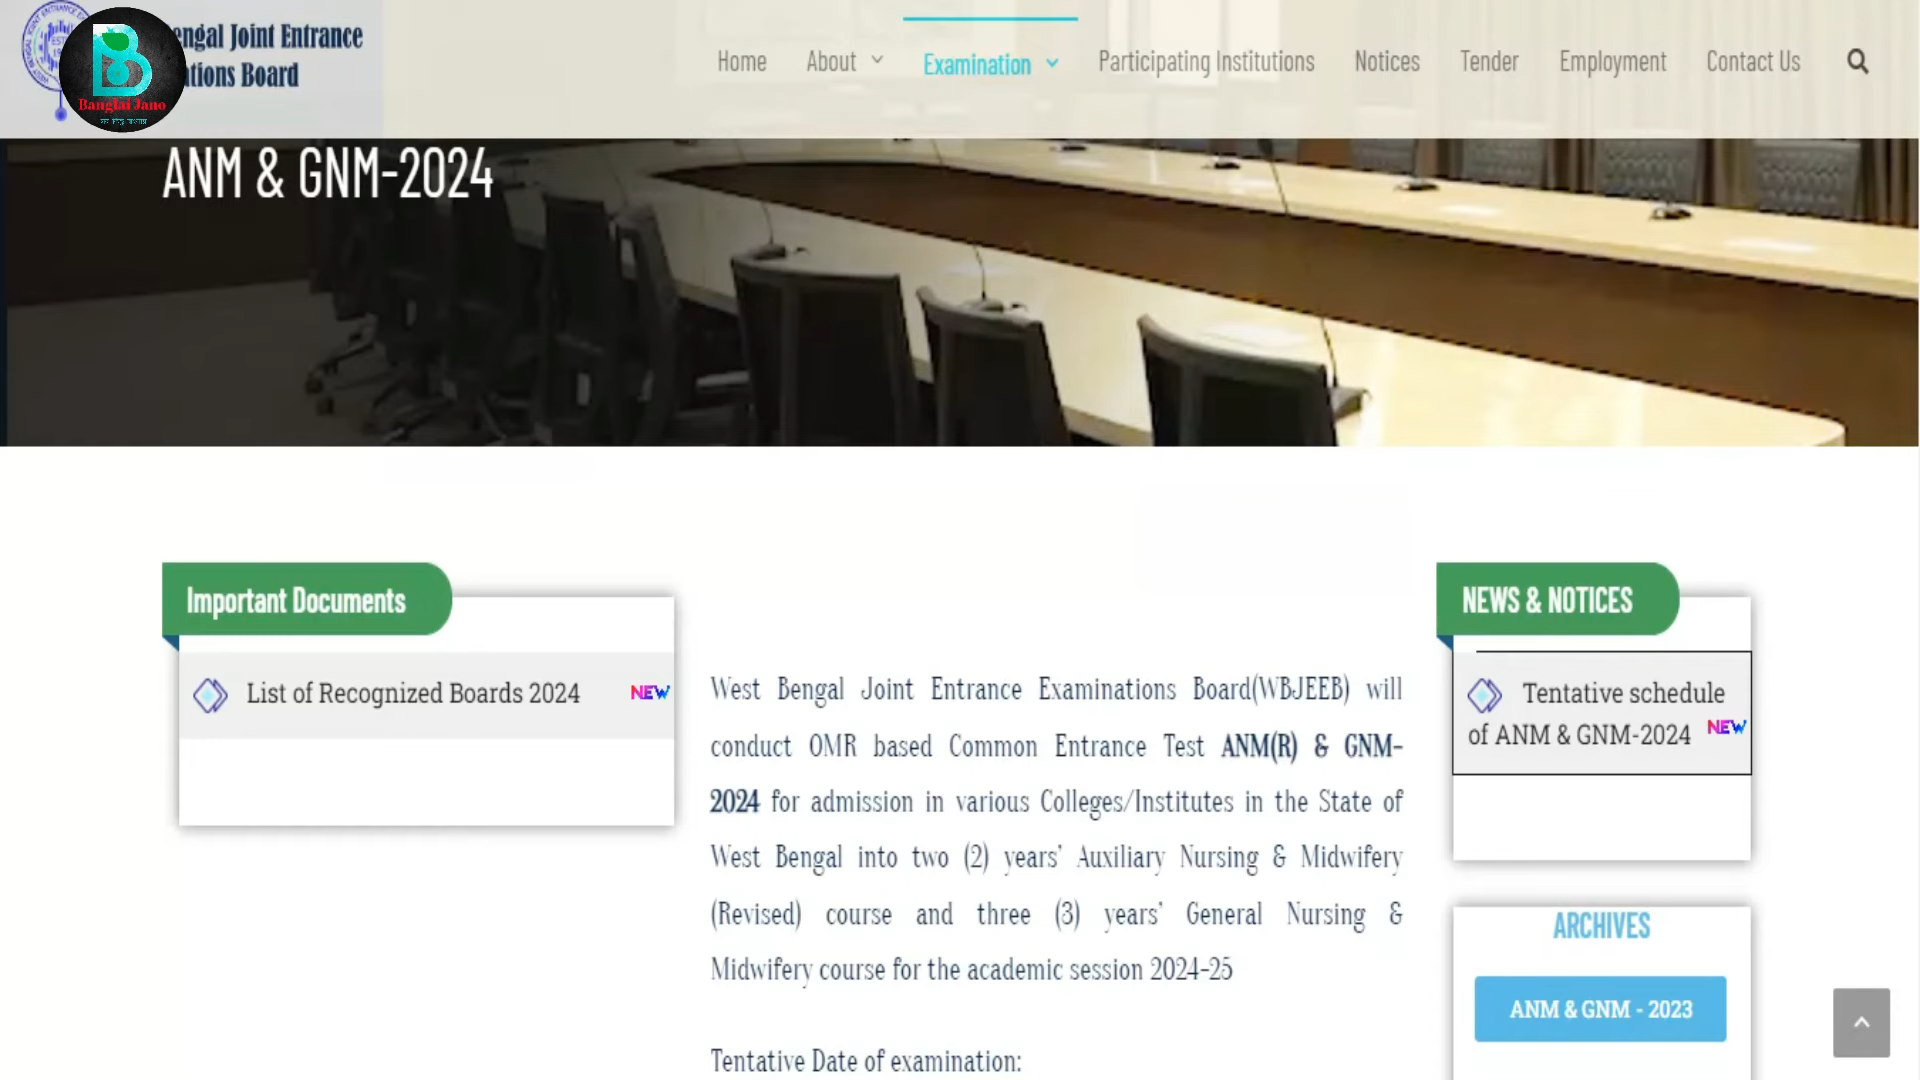 engal Joint Entrance
ations Board
Banglai Jano
Home About Examination Participating Institutions Notices Tender Employment Contact Us
ANM & GNM-2024
Important Documents
List of Recognized Boards 2024 NEW
West Bengal Joint Entrance Examinations Board(WBJEEB) will
conduct OMR based Common Entrance Test ANM(R) & GNM-
2024 for admission in various Colleges/Institutes in the State of
West Bengal into two (2) years' Auxiliary Nursing & Midwifery
(Revised) course and three (3) years' General Nursing &
Midwifery course for the academic session 2024-25
Tentative Date of examination:
NEWS & NOTICES
Tentative schedule
of ANM & GNM-2024 NEW
ARCHIVES
ANM & GNM - 2023